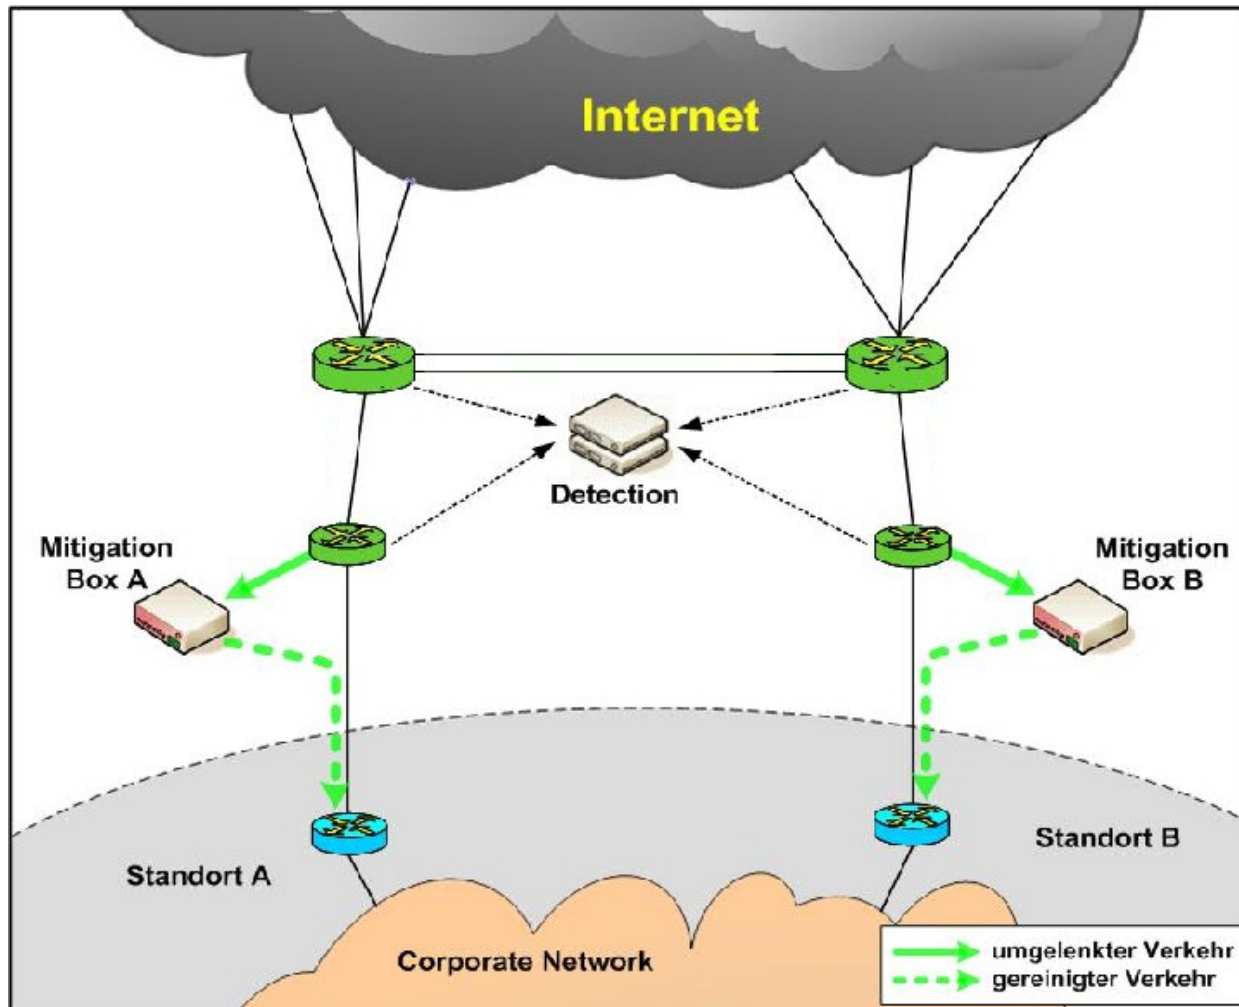 Internet
Detection
Mitigation
Box A
Mitigation
Box B
Standort A
Standort B
Corporate Network
umgelenkter Verkehr
gereinigter Verkehr